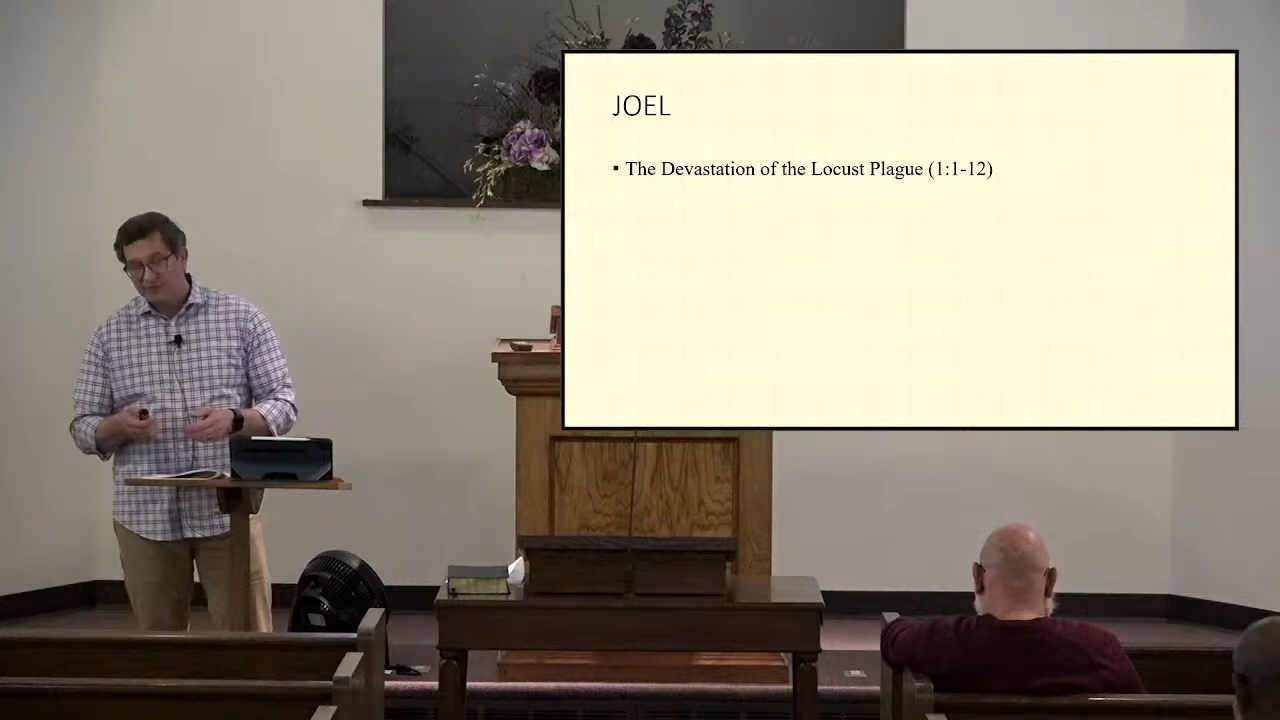 JOEL
• The Devastation of the Locust Plague (1:1-12)